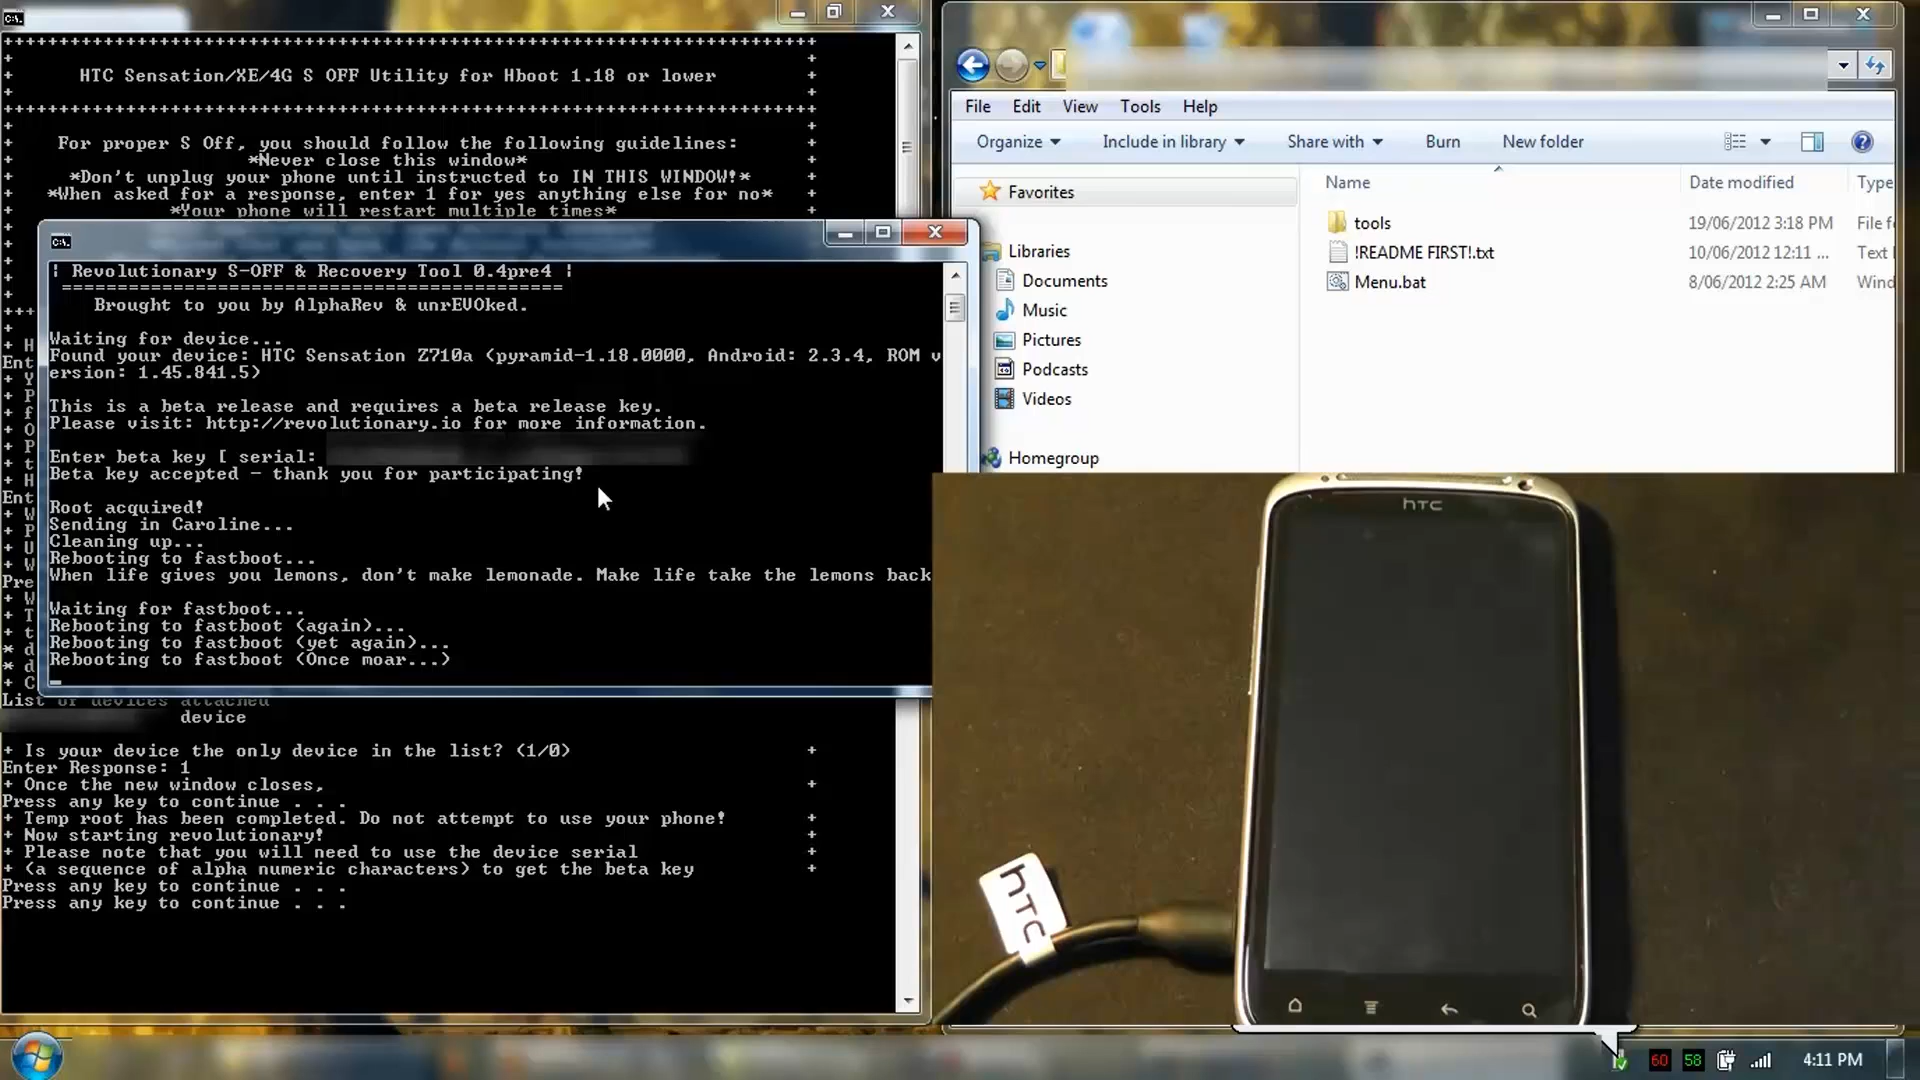 HTC Sensation/XE/4G S OFF Utility for Hboot 1.18 or lower
For proper S Off, you should follow the following guidelines:
*Never close this window*
*Don't unplug your phone until instructed to IN THIS WINDOW!*
*When asked for a response, enter 1 for yes anything else for no*
*Your phone will restart multiple times*
| Revolutionary S-OFF & Recovery Tool 0.4pre4 |
=============================================
Brought to you by AlphaRev & unrEVOked.
Waiting for device...
Found your device: HTC Sensation Z710a (pyramid-1.18.0000, Android: 2.3.4, ROM v
ersion: 1.45.841.5)
This is a beta release and requires a beta release key.
Please visit: http://revolutionary.io for more information.
Enter beta key [ serial:
Beta key accepted - thank you for participating!
Root acquired!
Sending in Caroline...
Cleaning up...
Rebooting to fastboot...
When life gives you lemons, don't make lemonade. Make life take the lemons back
Waiting for fastboot...
Rebooting to fastboot (again)...
Rebooting to fastboot (yet again)...
Rebooting to fastboot (Once moar...)
List of devices attached
device
+ Is your device the only device in the list? (1/0) +
Enter Response: 1
+ Once the new window closes, +
Press any key to continue . . .
+ Temp root has been completed. Do not attempt to use your phone! +
+ Now starting revolutionary! +
+ Please note that you will need to use the device serial +
+ (a sequence of alpha numeric characters) to get the beta key +
Press any key to continue . . .
Press any key to continue . . .
File Edit View Tools Help
Organize Include in library Share with Burn New folder
Name Date modified Type
Favorites
Libraries
Documents
Music
Pictures
Podcasts
Videos
Homegroup
tools 19/06/2012 3:18 PM File f
!README FIRST!.txt 10/06/2012 12:11 ... Text
Menu.bat 8/06/2012 2:25 AM Wind
hTC
hTC
60 58 4:11 PM